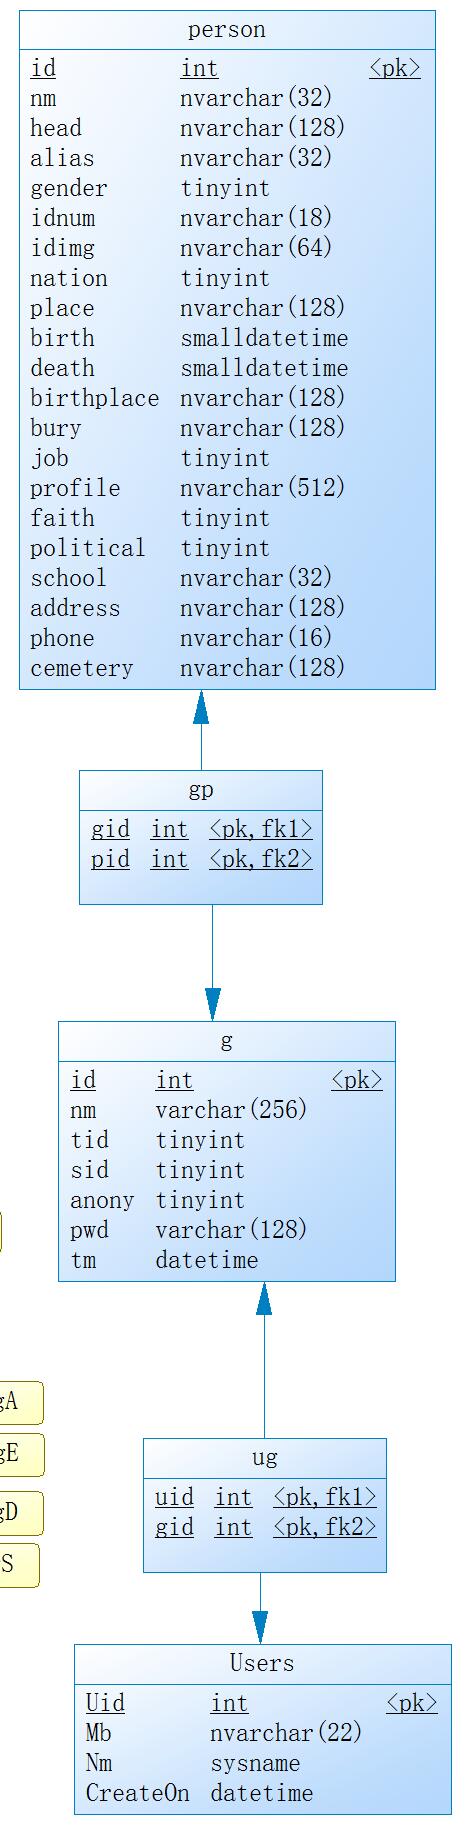 person
id int <pk>
nm nvarchar(32)
head nvarchar(128)
alias nvarchar(32)
gender tinyint
idnum nvarchar(18)
idimg nvarchar(64)
nation tinyint
place nvarchar(128)
birth smalldatetime
death smalldatetime
birthplace nvarchar(128)
bury nvarchar(128)
job tinyint
profile nvarchar(512)
faith tinyint
political tinyint
school nvarchar(32)
address nvarchar(128)
phone nvarchar(16)
cemetery nvarchar(128)
gp
gid int <pk,fk1>
pid int <pk,fk2>
g
id int <pk>
nm varchar(256)
tid tinyint
sid tinyint
anony tinyint
pwd varchar(128)
tm datetime
gA
gE
gD
S
ug
uid int <pk,fk1>
gid int <pk,fk2>
Users
Uid int <pk>
Mb nvarchar(22)
Nm sysname
CreateOn datetime